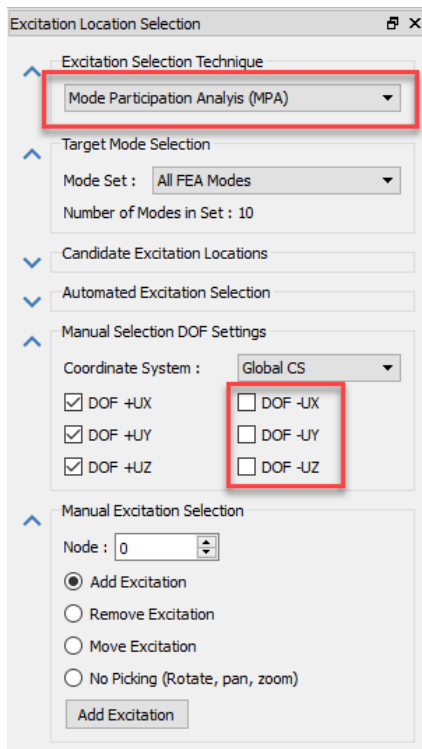 Excitation Location Selection
Excitation Selection Technique
Mode Participation Analyis (MPA)
Target Mode Selection
Mode Set : All FEA Modes
Number of Modes in Set : 10
Candidate Excitation Locations
Automated Excitation Selection
Manual Selection DOF Settings
Coordinate System : Global CS
DOF +UX DOF -UX
DOF +UY DOF -UY
DOF +UZ DOF -UZ
Manual Excitation Selection
Node : 0
Add Excitation
Remove Excitation
Move Excitation
No Picking (Rotate, pan, zoom)
Add Excitation